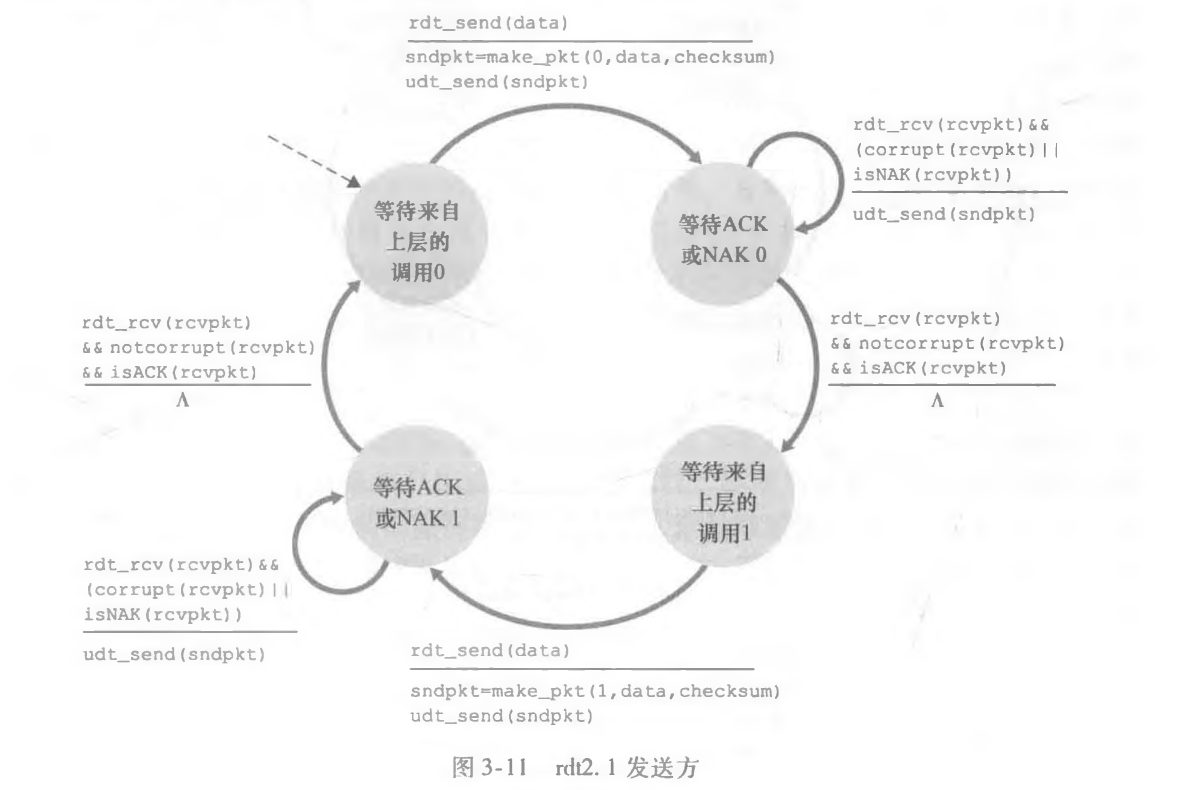 rdt_send(data)
sndpkt=make_pkt(0,data,checksum)
udt_send(sndpkt)
rdt_rcv(rcvpkt)&&
(corrupt(rcvpkt)||
isNAK(rcvpkt))
udt_send(sndpkt)
等待来自
上层的
调用0
等待ACK
或NAK 0
rdt_rcv(rcvpkt)
&& notcorrupt(rcvpkt)
&& isACK(rcvpkt)
Λ
rdt_rcv(rcvpkt)
&& notcorrupt(rcvpkt)
&& isACK(rcvpkt)
Λ
等待ACK
或NAK 1
等待来自
上层的
调用1
rdt_rcv(rcvpkt)&&
(corrupt(rcvpkt)||
isNAK(rcvpkt))
udt_send(sndpkt)
rdt_send(data)
sndpkt=make_pkt(1,data,checksum)
udt_send(sndpkt)
图 3-11 rdt2. 1 发送方